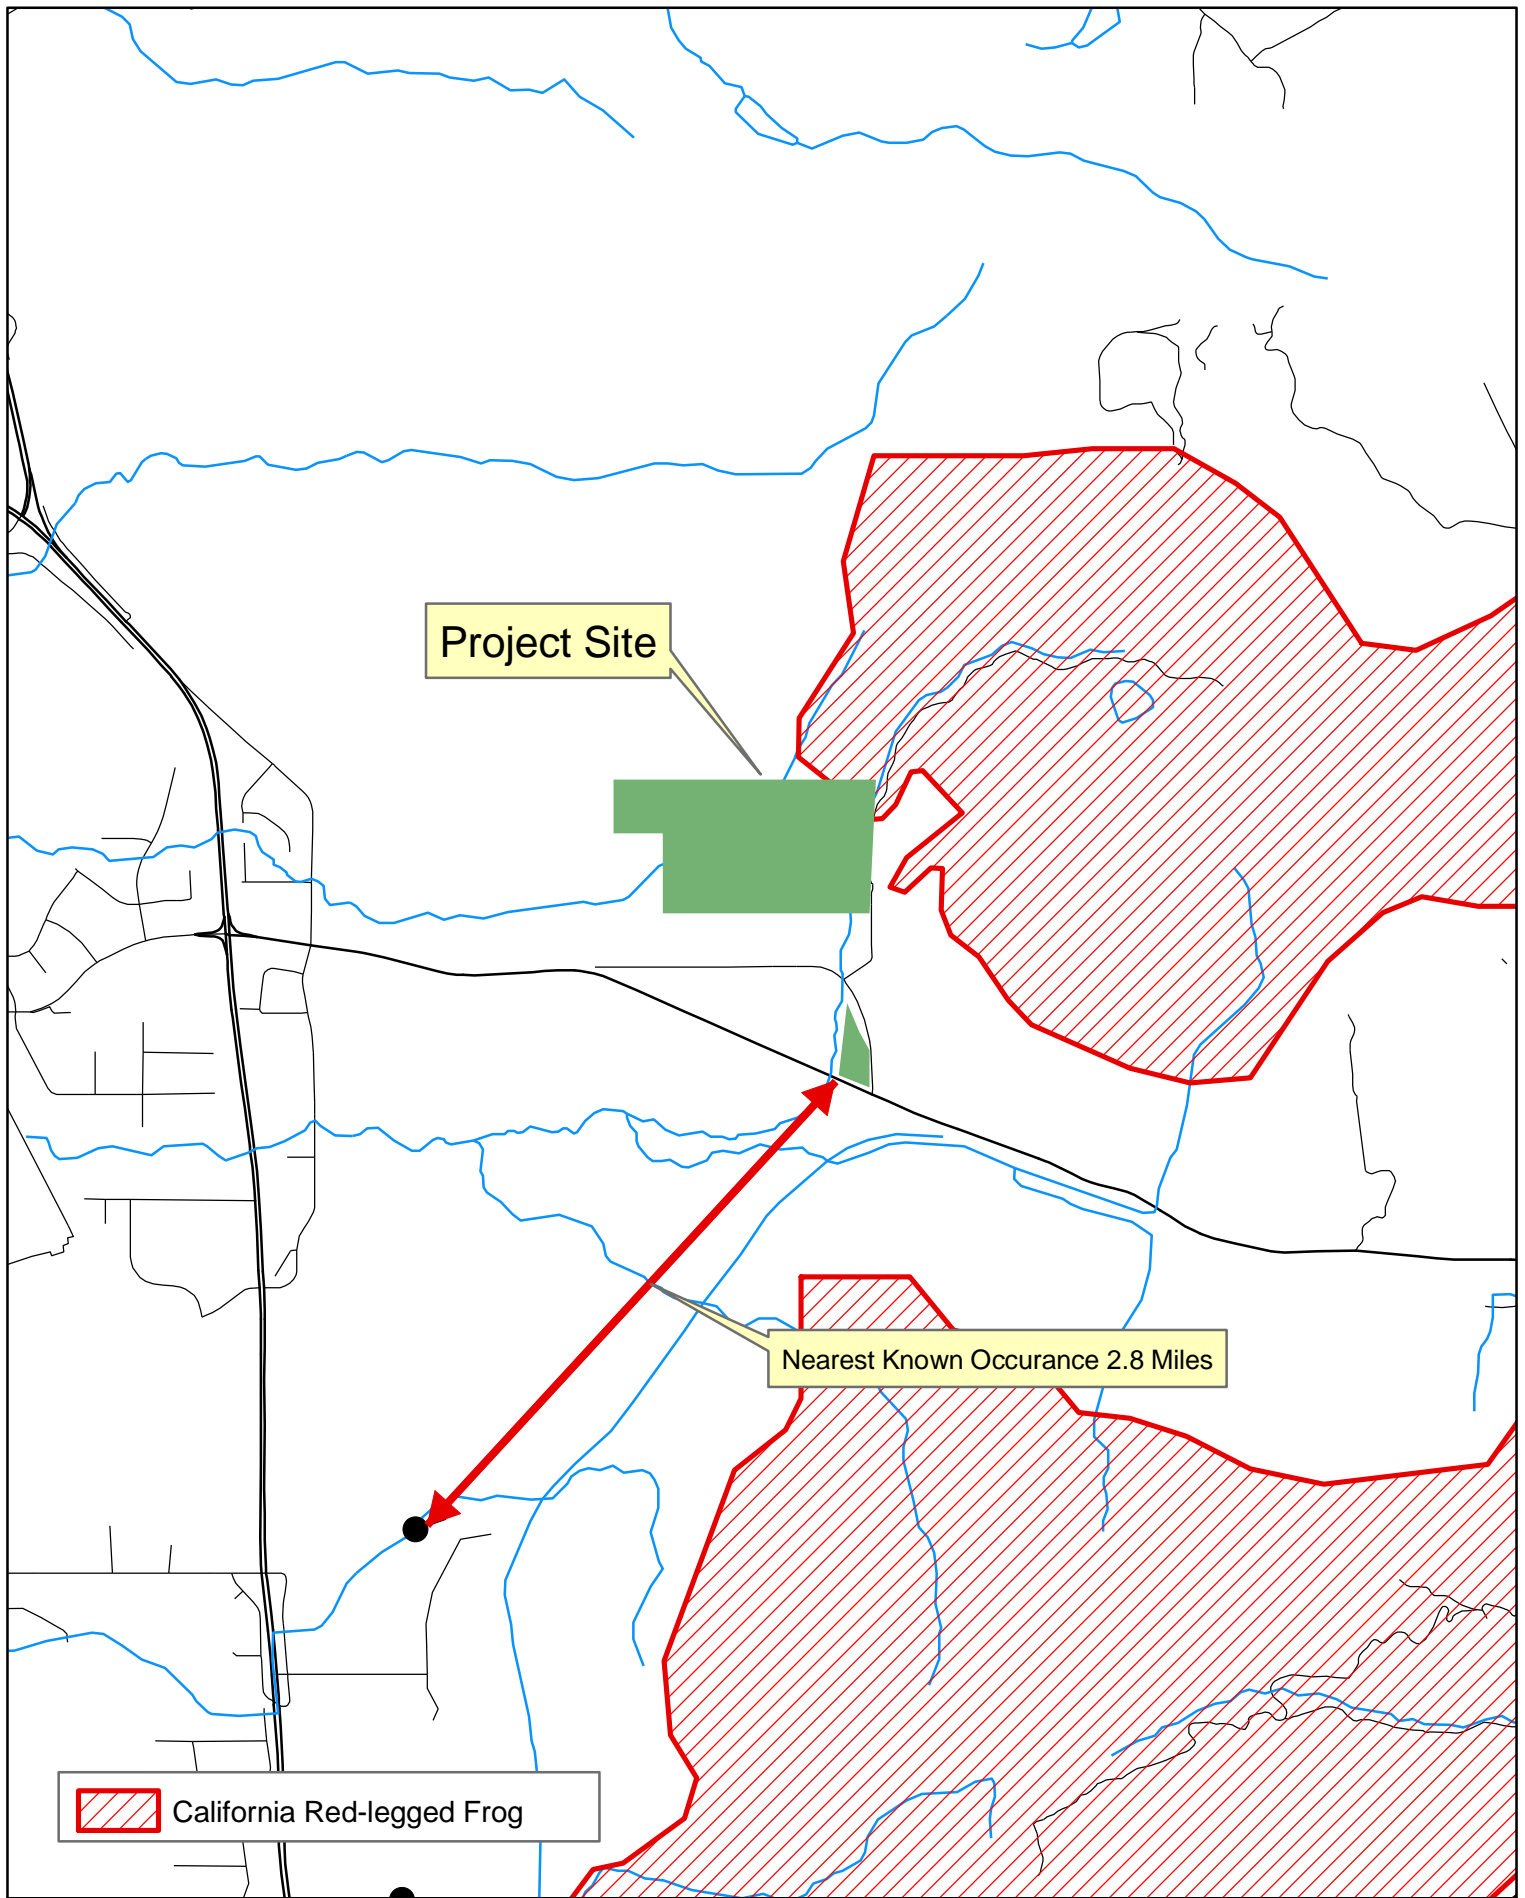 Project Site
Nearest Known Occurance 2.8 Miles
California Red-legged Frog